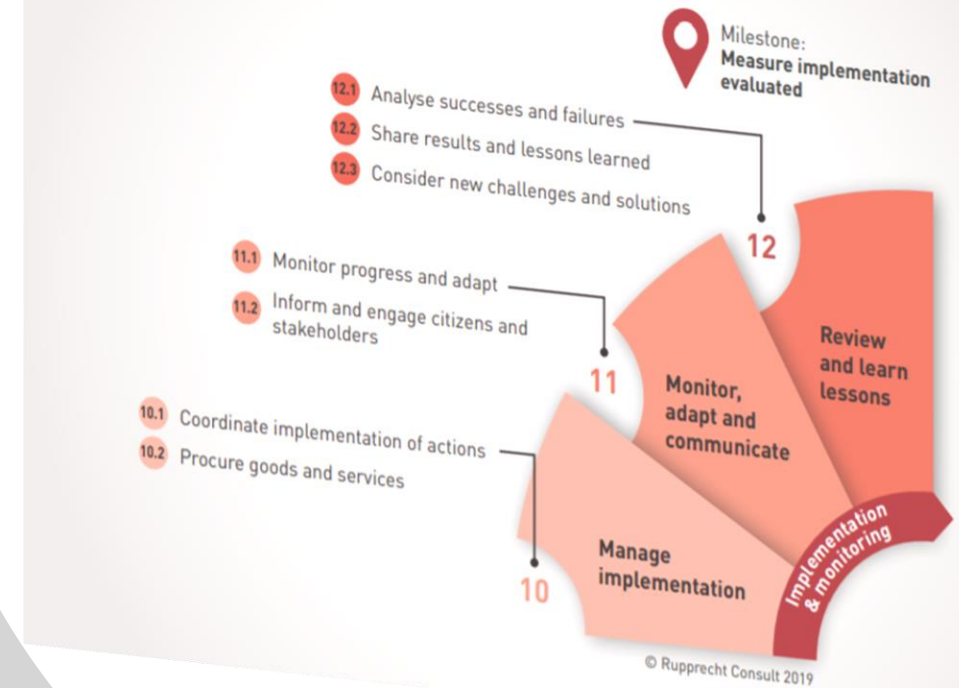 Milestone:
Measure implementation
evaluated
12.1 Analyse successes and failures
12.2 Share results and lessons learned
12.3 Consider new challenges and solutions
12
Review
and learn
lessons
11.1 Monitor progress and adapt
11.2 Inform and engage citizens and
stakeholders
11
Monitor,
adapt and
communicate
10.1 Coordinate implementation of actions
10.2 Procure goods and services
10
Manage
implementation
Implementation
& monitoring
© Rupprecht Consult 2019